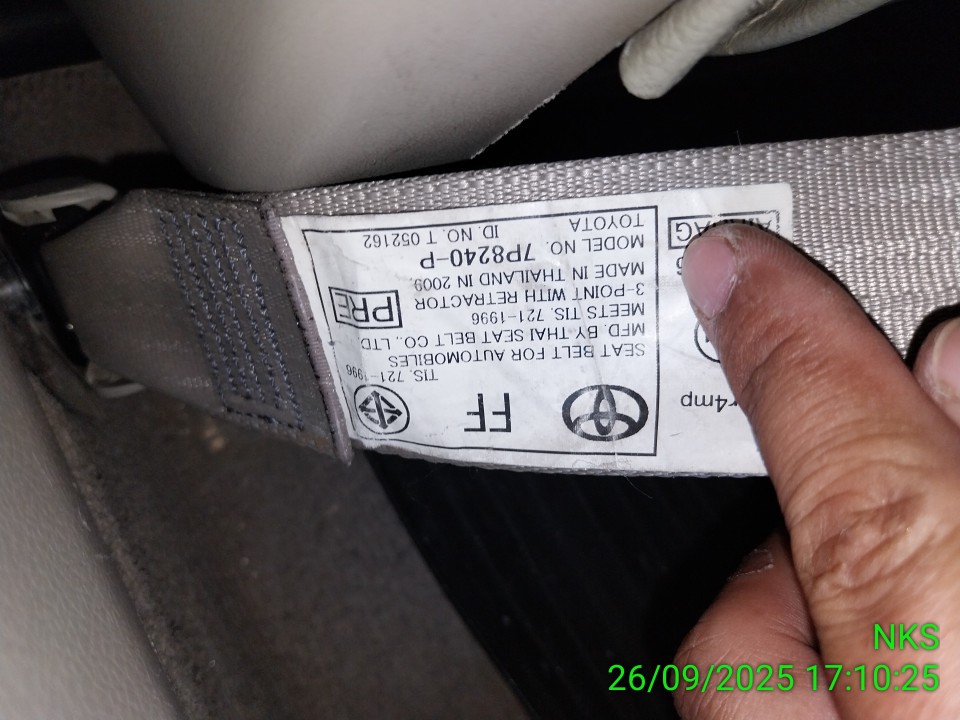 FF
TIS. 721-1996
SEAT BELT FOR AUTOMOBILES
MFD. BY THAI SEAT BELT CO., LTD.
MEETS TIS. 721-1996
3-POINT WITH RETRACTOR
PRE
MADE IN THAILAND IN 2009.
MODEL NO. 7P8240-P
TOYOTA ID. NO. T 052162
r4mp
NKS
26/09/2025 17:10:25